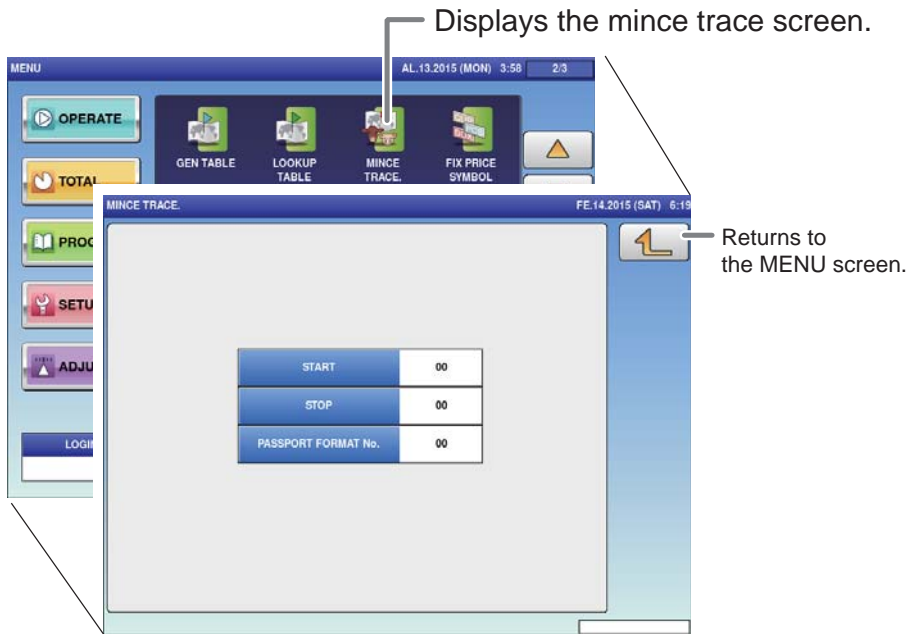 Displays the mince trace screen.
MENU AL.13.2015 (MON) 3:58 2/3
OPERATE
GEN TABLE LOOKUP TABLE MINCE TRACE. FIX PRICE SYMBOL
TOTAL
MINCE TRACE. FE.14.2015 (SAT) 6:19
PROG
Returns to
the MENU screen.
SETU
START 00
ADJU
STOP 00
PASSPORT FORMAT No. 00
LOGI